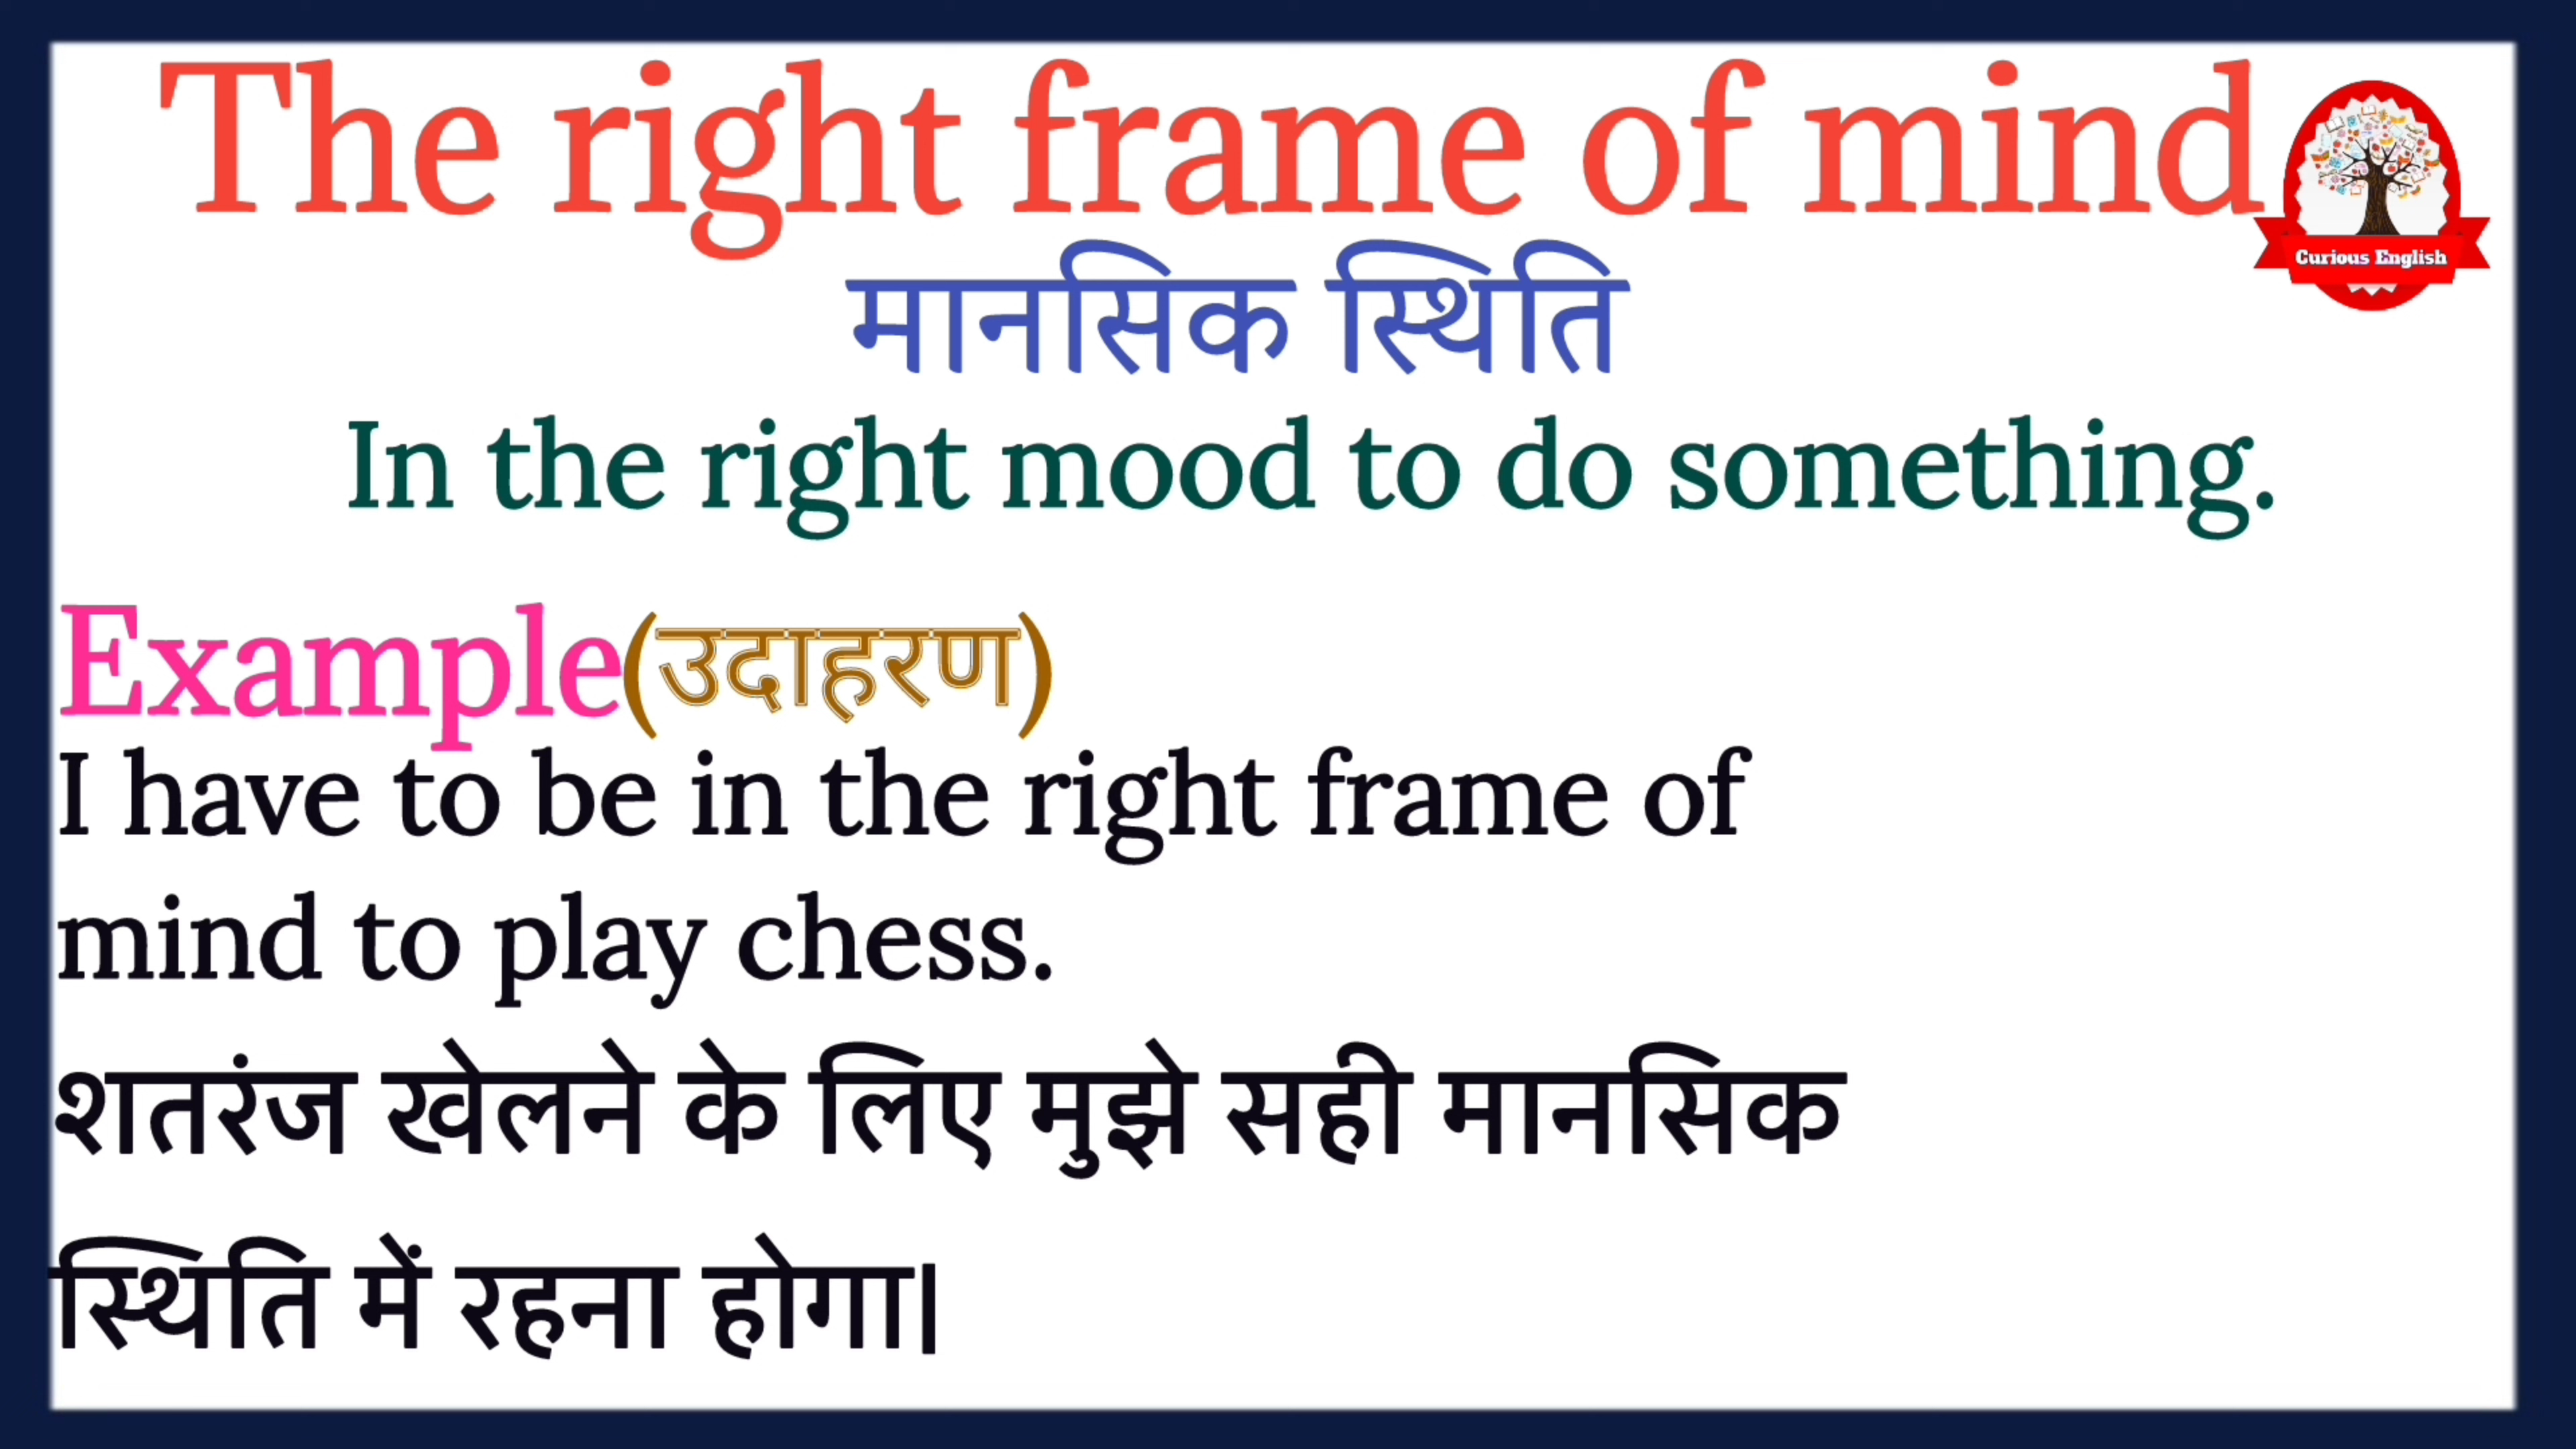 The right frame of mind
Curious English
मानसिक स्थिति
In the right mood to do something.
Example(उदाहरण)
I have to be in the right frame of
mind to play chess.
शतरंज खेलने के लिए मुझे सही मानसिक
स्थिति में रहना होगा।